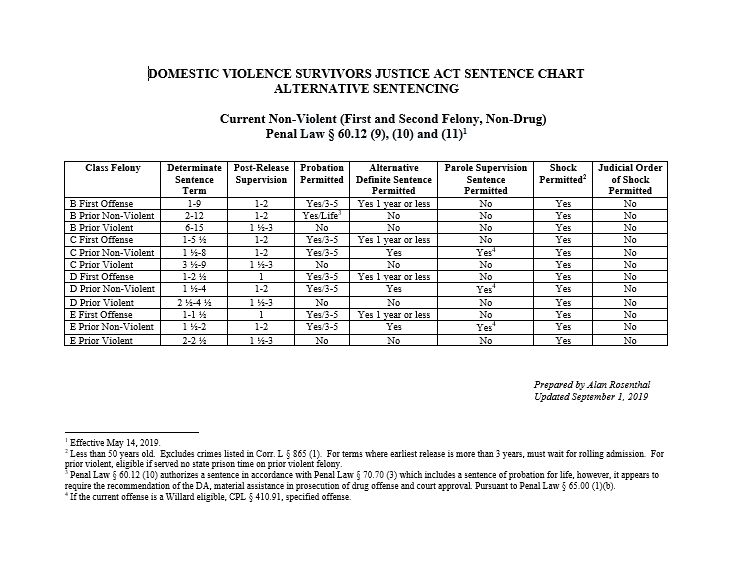 DOMESTIC VIOLENCE SURVIVORS JUSTICE ACT SENTENCE CHART
ALTERNATIVE SENTENCING
Current Non-Violent (First and Second Felony, Non-Drug)
Penal Law § 60.12 (9), (10) and (11)1
Class Felony Determinate Sentence Term Post-Release Supervision Probation Permitted Alternative Definite Sentence Permitted Parole Supervision Sentence Permitted Shock Permitted2 Judicial Order of Shock Permitted
B First Offense 1-9 1-2 Yes/3-5 Yes 1 year or less No Yes No
B Prior Non-Violent 2-12 1-2 Yes/Life3 No No Yes No
B Prior Violent 6-15 1 ½-3 No No No Yes No
C First Offense 1-5 ½ 1-2 Yes/3-5 Yes 1 year or less No Yes No
C Prior Non-Violent 1 ½-8 1-2 Yes/3-5 Yes Yes4 Yes No
C Prior Violent 3 ½-9 1 ½-3 No No No Yes No
D First Offense 1-2 ½ 1 Yes/3-5 Yes 1 year or less No Yes No
D Prior Non-Violent 1 ½-4 1-2 Yes/3-5 Yes Yes4 Yes No
D Prior Violent 2 ½-4 ½ 1 ½-3 No No No Yes No
E First Offense 1-1 ½ 1 Yes/3-5 Yes 1 year or less No Yes No
E Prior Non-Violent 1 ½-2 1-2 Yes/3-5 Yes Yes4 Yes No
E Prior Violent 2-2 ½ 1 ½-3 No No No Yes No
Prepared by Alan Rosenthal
Updated September 1, 2019
1 Effective May 14, 2019.
2 Less than 50 years old. Excludes crimes listed in Corr. L § 865 (1). For terms where earliest release is more than 3 years, must wait for rolling admission. For
prior violent, eligible if served no state prison time on prior violent felony.
3 Penal Law § 60.12 (10) authorizes a sentence in accordance with Penal Law § 70.70 (3) which includes a sentence of probation for life, however, it appears to
require the recommendation of the DA, material assistance in prosecution of drug offense and court approval. Pursuant to Penal Law § 65.00 (1)(b).
4 If the current offense is a Willard eligible, CPL § 410.91, specified offense.